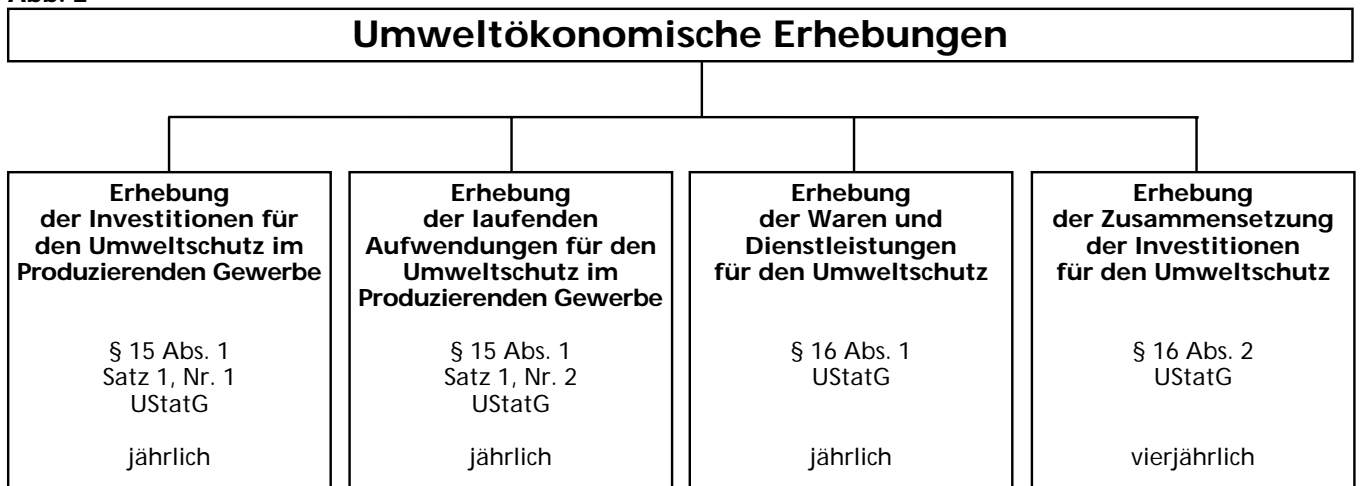 Umweltökonomische Erhebungen
Erhebung
der Investitionen für
den Umweltschutz im
Produzierenden Gewerbe
§ 15 Abs. 1
Satz 1, Nr. 1
UStatG
jährlich
Erhebung
der laufenden
Aufwendungen für den
Umweltschutz im
Produzierenden Gewerbe
§ 15 Abs. 1
Satz 1, Nr. 2
UStatG
jährlich
Erhebung
der Waren und
Dienstleistungen
für den Umweltschutz
§ 16 Abs. 1
UStatG
jährlich
Erhebung
der Zusammensetzung
der Investitionen
für den Umweltschutz
§ 16 Abs. 2
UStatG
vierjährlich